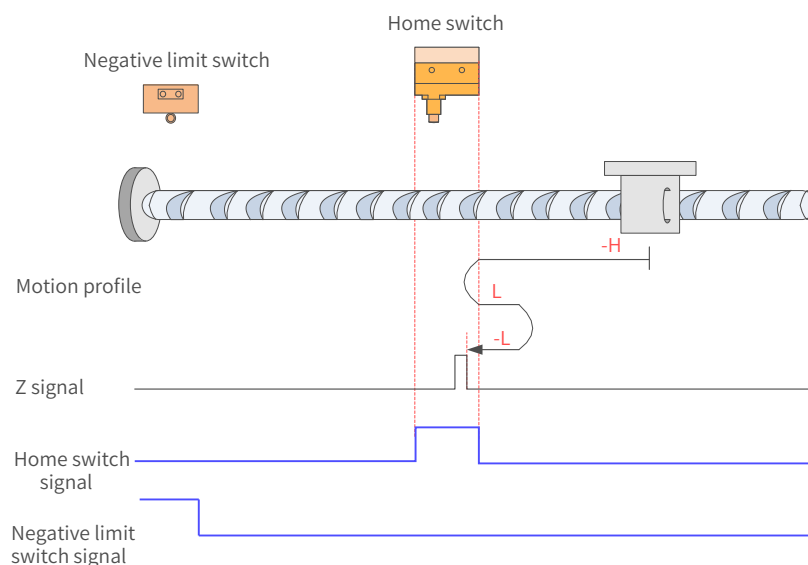 Home switch
Negative limit switch
-H
Motion profile
L
-L
Z signal
Home switch
signal
Negative limit
switch signal